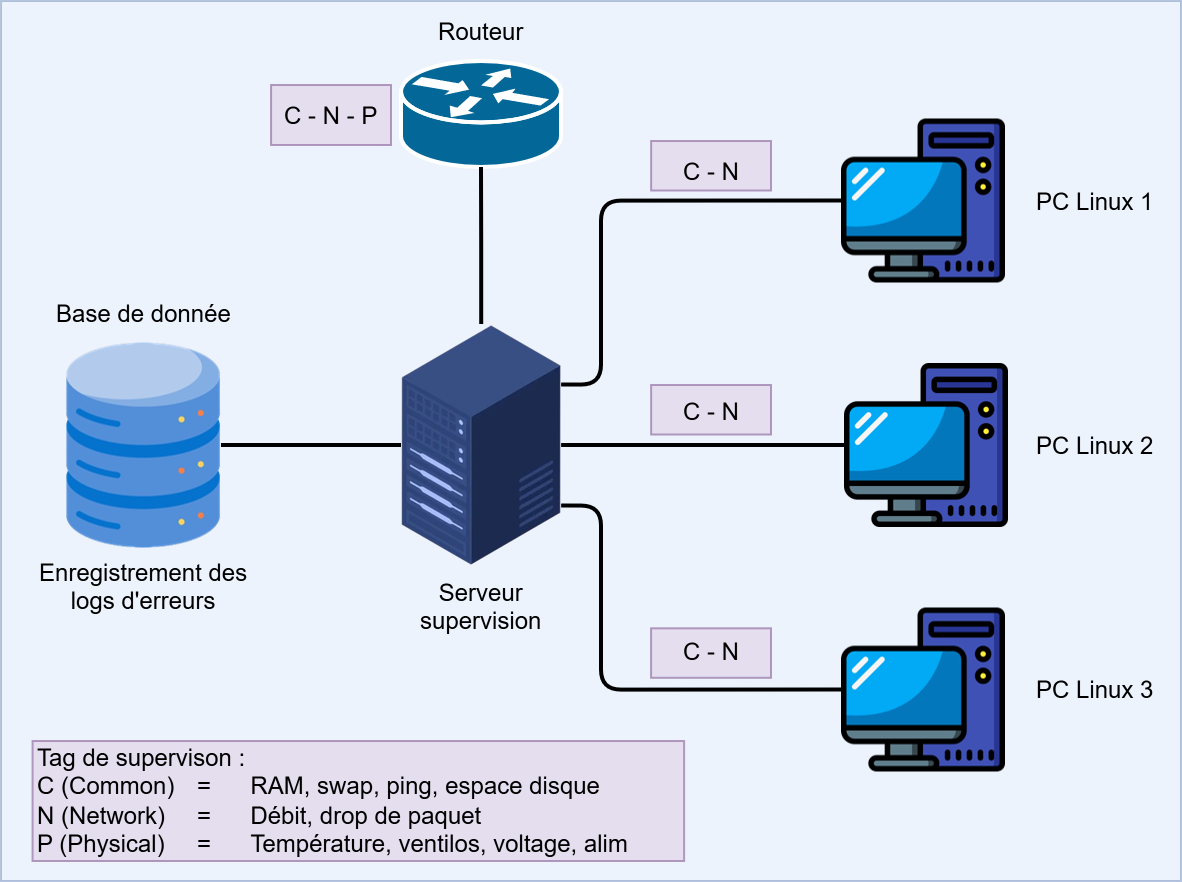 Routeur
C - N - P
C - N
PC Linux 1
Base de donnée
C - N
PC Linux 2
Enregistrement des
logs d'erreurs
Serveur
supervision
C - N
PC Linux 3
Tag de supervison :
C (Common) = RAM, swap, ping, espace disque
N (Network) = Débit, drop de paquet
P (Physical) = Température, ventilos, voltage, alim